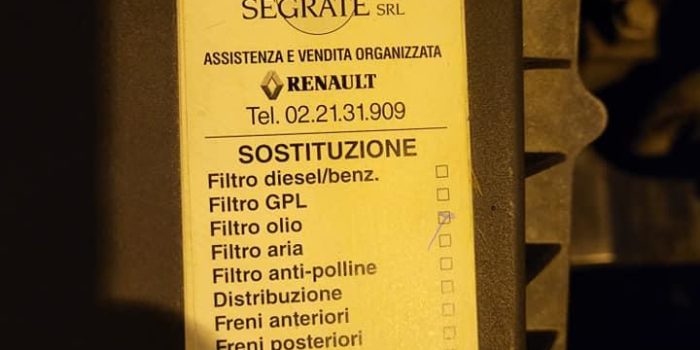 SEGRATE SRL
ASSISTENZA E VENDITA ORGANIZZATA
RENAULT
Tel. 02.21.31.909
SOSTITUZIONE
Filtro diesel/benz.
Filtro GPL
Filtro olio
Filtro aria
Filtro anti-polline
Distribuzione
Freni anteriori
Freni posteriori